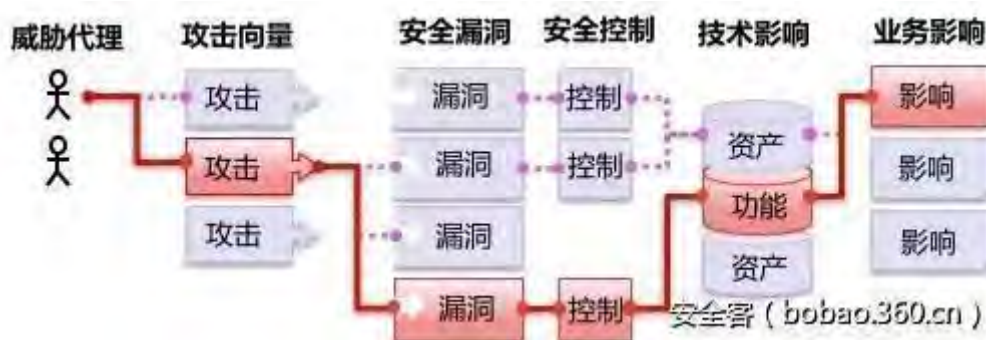 威胁代理 攻击向量 安全漏洞 安全控制 技术影响 业务影响
攻击 漏洞 控制 影响
资产
攻击 漏洞 控制 影响
功能
攻击 漏洞 影响
资产
漏洞 控制
安全客（bobao.360.cn）